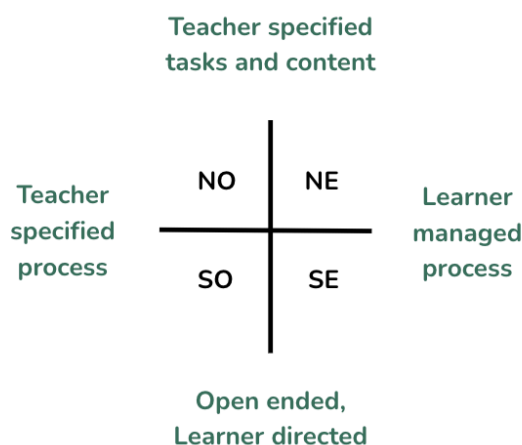 Teacher specified
tasks and content
NO NE
Teacher
specified
process
Learner
managed
process
SO SE
Open ended,
Learner directed